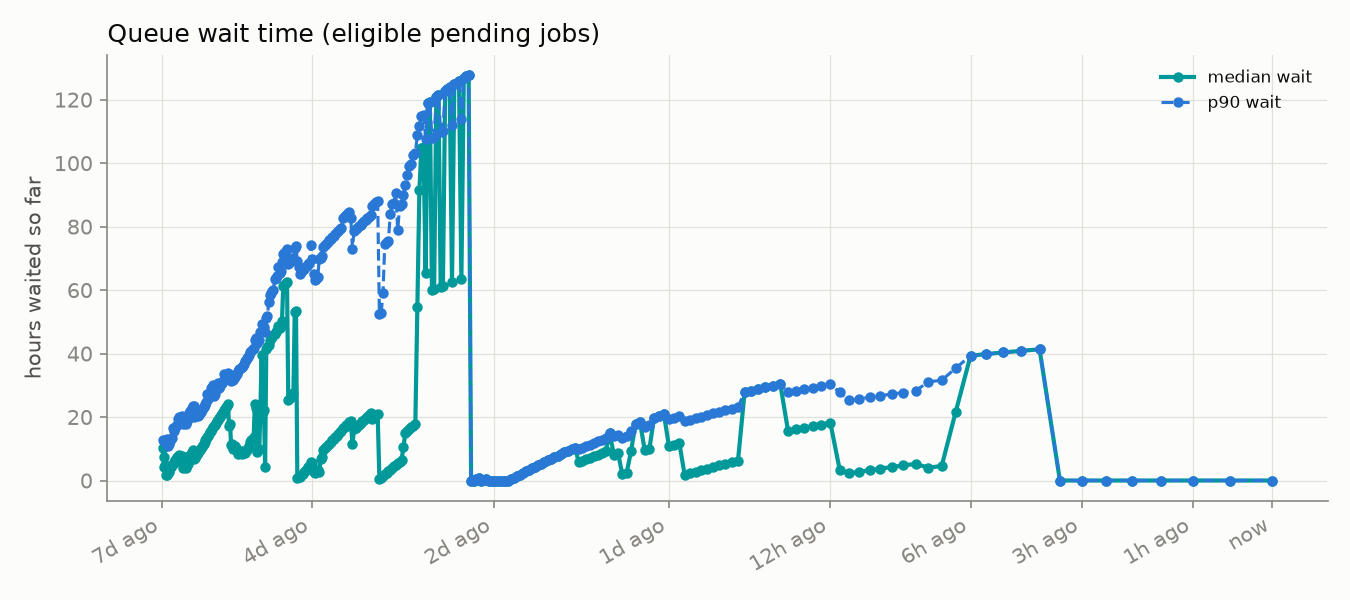 Queue wait time (eligible pending jobs)
median wait
p90 wait
hours waited so far
120
100
80
60
40
20
0
7d ago
4d ago
2d ago
1d ago
12h ago
6h ago
3h ago
1h ago
now